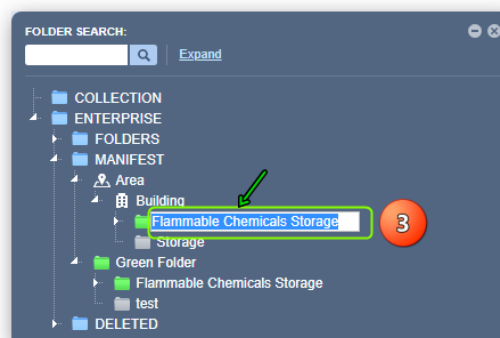 FOLDER SEARCH:
Expand
COLLECTION
ENTERPRISE
FOLDERS
MANIFEST
Area
Building
Flammable Chemicals Storage
3
Storage
Green Folder
Flammable Chemicals Storage
test
DELETED